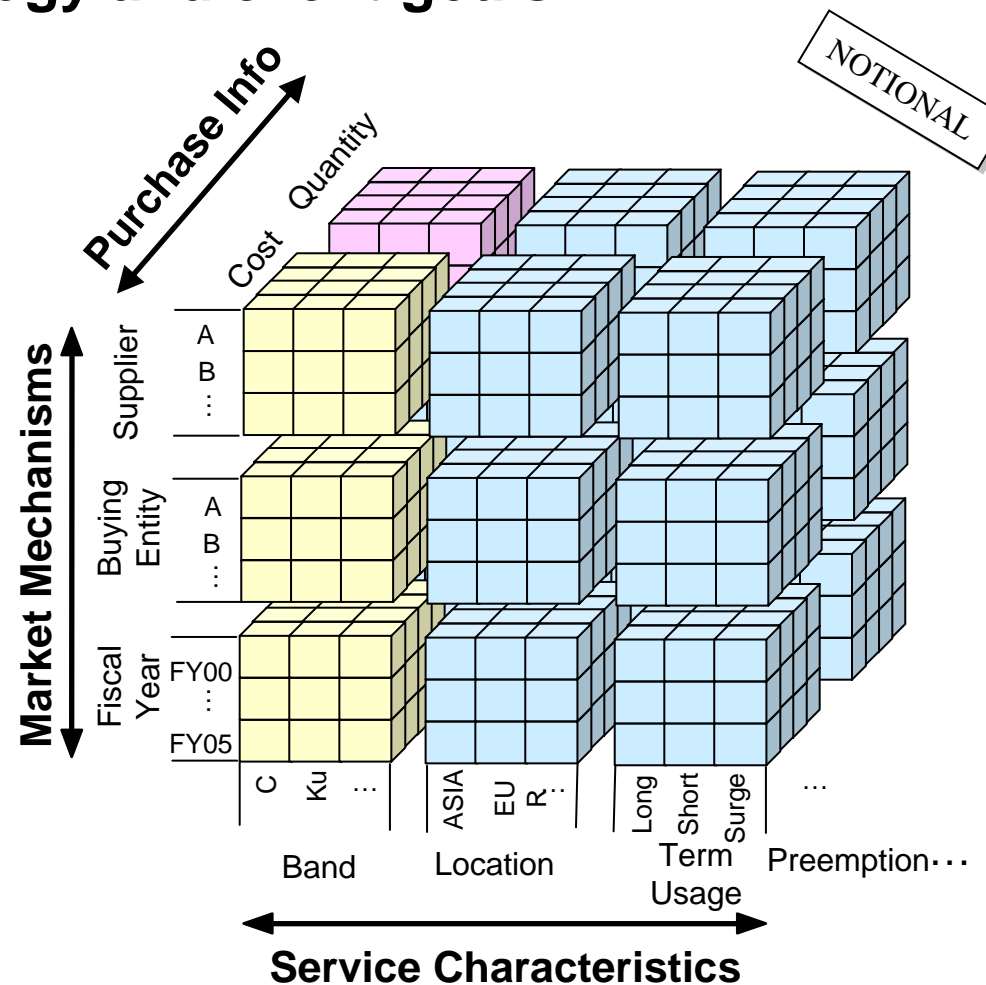 NOTIONAL
Purchase Info
Quantity
Cost
Market Mechanisms
Supplier
A
B
⋮
Buying
Entity
A
B
⋮
Fiscal
Year
FY00
⋮
FY05
C
Ku
...
ASIA
EU
R...
Long
Short
Surge
...
Band
Location
Term
Usage
Preemption...
Service Characteristics